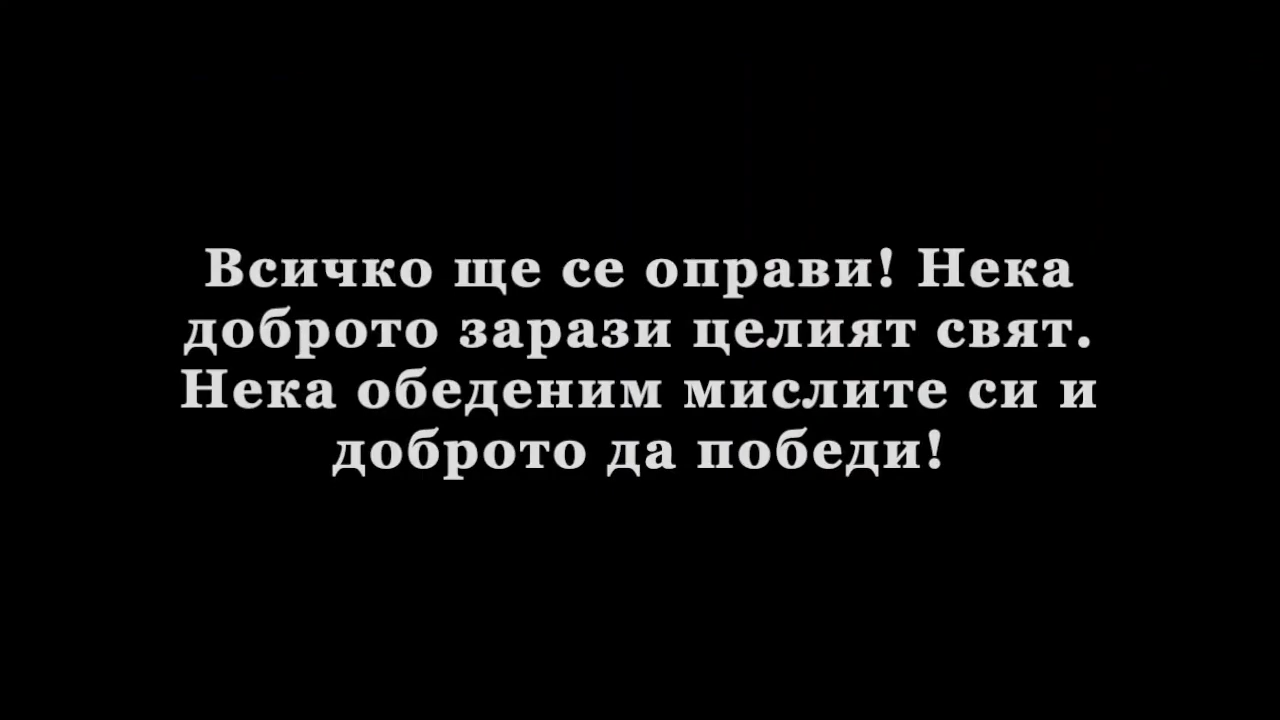 Всичко ще се оправи! Нека
доброто зарази целият свят.
Нека обеденим мислите си и
доброто да победи!